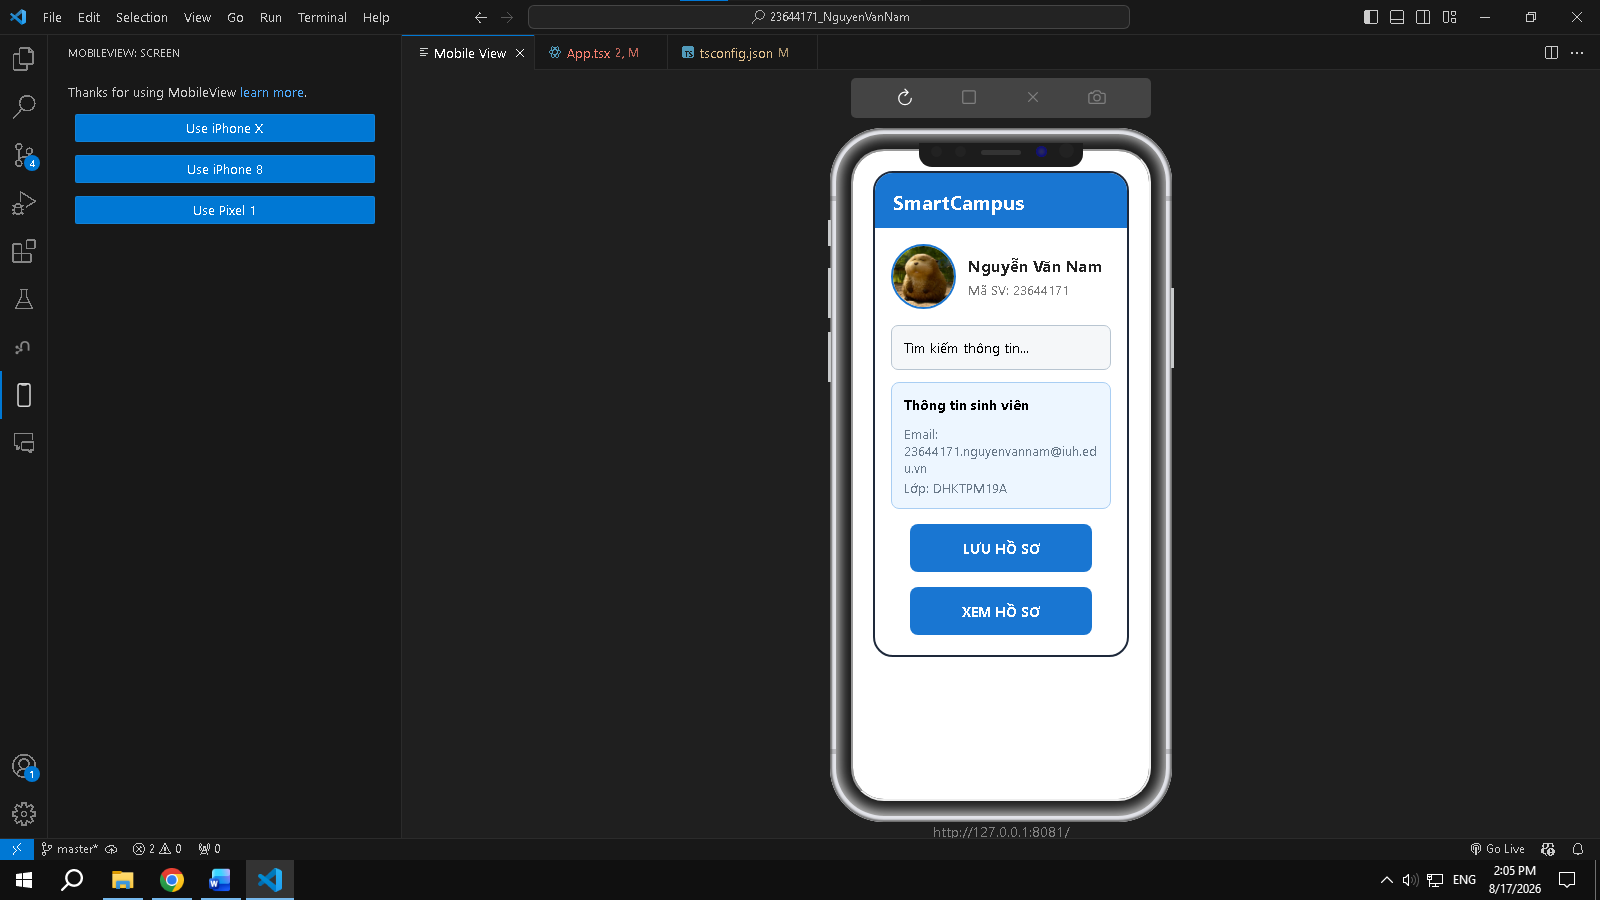 File Edit Selection View Go Run Terminal Help
23644171_NguyenVanNam
MOBILEVIEW: SCREEN
Mobile View
App.tsx 2, M
tsconfig.json M
Thanks for using MobileView learn more.
Use iPhone X
Use iPhone 8
Use Pixel 1
SmartCampus
Nguyễn Văn Nam
Mã SV: 23644171
Tìm kiếm thông tin...
Thông tin sinh viên
Email:
23644171.nguyenvannam@iuh.ed
u.vn
Lớp: DHKTPM19A
LƯU HỒ SƠ
XEM HỒ SƠ
http://127.0.0.1:8081/
4
1
master* 2 0 0
Go Live
ENG
2:05 PM
8/17/2026